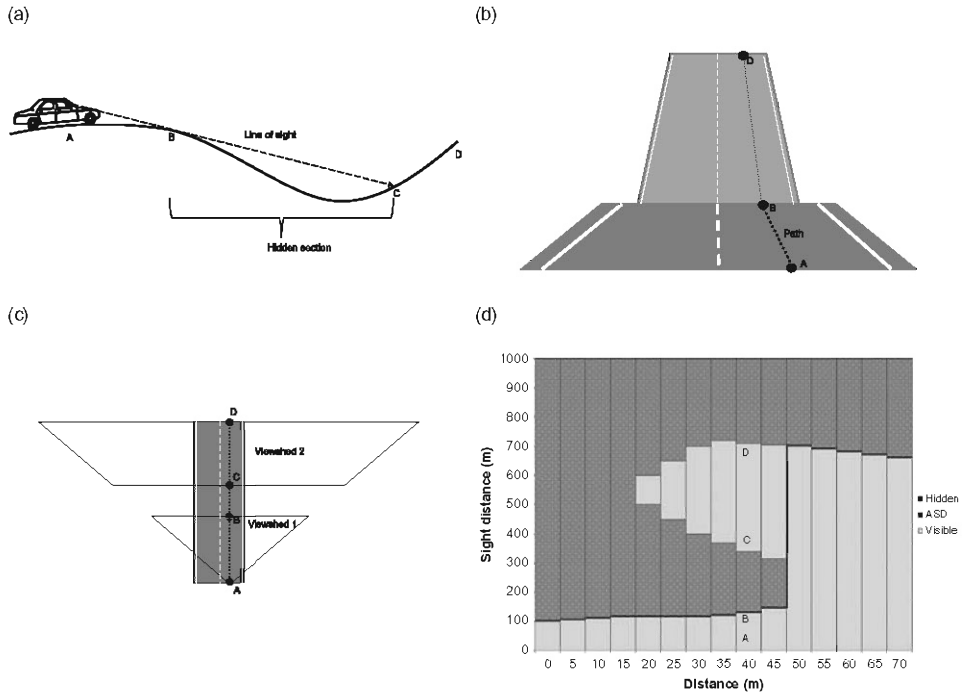 (a)
A
B
Line of sight
C
D
Hidden section
(b)
D
B
Path
A
(c)
D
Viewshed 2
C
B
Viewshed 1
A
(d)
Sight distance (m)
1000
900
800
700
600
500
400
300
200
100
0
D
C
B
A
Hidden
ASD
Visible
0 5 10 15 20 25 30 35 40 45 50 55 60 65 70
Distance (m)